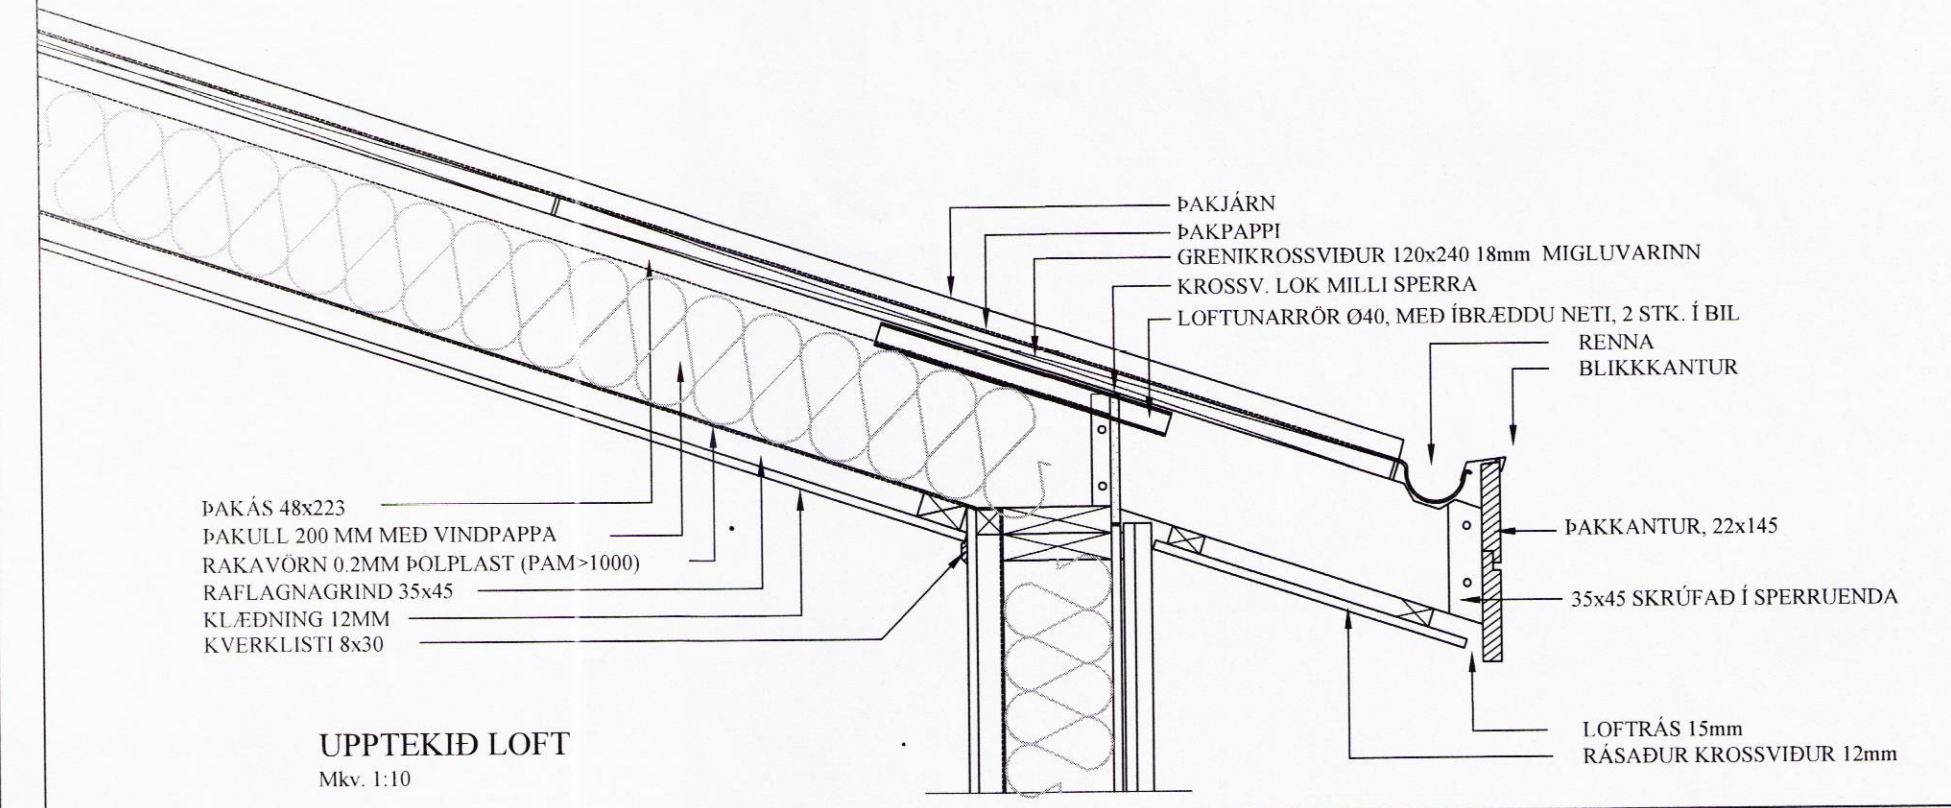 ÞAKJÁRN
ÞAKPAPPI
GRENIKROSSVIÐUR 120x240 18mm MIGLUVARINN
KROSSV. LOK MILLI SPERRA
LOFTUNARRÖR Ø40, MEÐ ÍBRÆDDU NETI, 2 STK. Í BIL
RENNA
BLIKKKANTUR
ÞAKÁS 48x223
ÞAKULL 200 MM MEÐ VINDPAPPA
RAKAVÖRN 0.2MM ÞOLPLAST (PAM>1000)
RAFLAGNAGRIND 35x45
KLÆÐNING 12MM
KVERKLISTI 8x30
ÞAKKANTUR, 22x145
35x45 SKRÚFAÐ Í SPERRUENDA
LOFTRÁS 15mm
RÁSAÐUR KROSSVIÐUR 12mm
UPPTEKIÐ LOFT
Mkv. 1:10